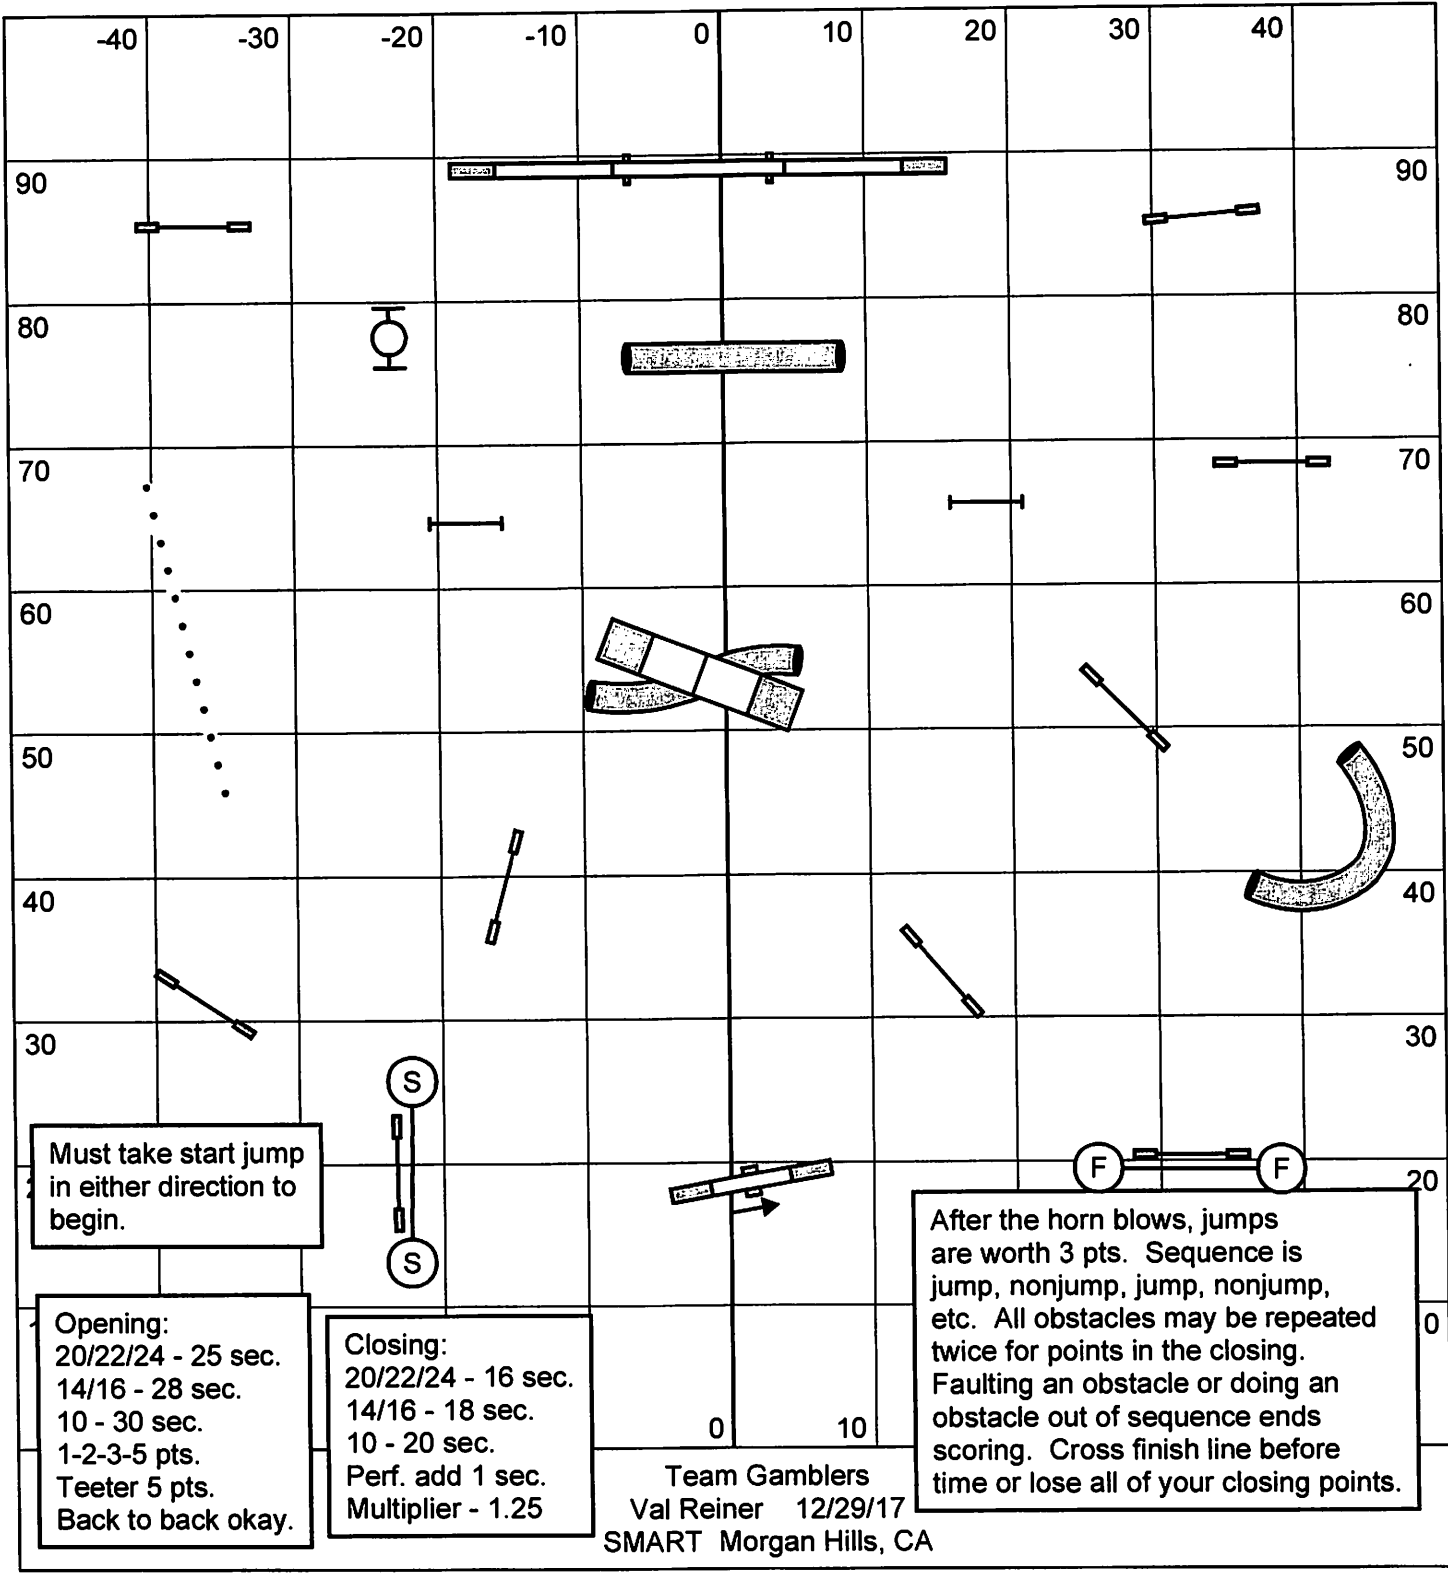 -40 -30 -20 -10 0 10 20 30 40
90 90
80 80
70 70
60 60
50 50
40 40
30 30
S
F F
20
S
Must take start jump
in either direction to
begin.
After the horn blows, jumps
are worth 3 pts. Sequence is
jump, nonjump, jump, nonjump,
etc. All obstacles may be repeated
twice for points in the closing.
Faulting an obstacle or doing an
obstacle out of sequence ends
scoring. Cross finish line before
time or lose all of your closing points.
0
Opening:
20/22/24 - 25 sec.
14/16 - 28 sec.
10 - 30 sec.
1-2-3-5 pts.
Teeter 5 pts.
Back to back okay.
Closing:
20/22/24 - 16 sec.
14/16 - 18 sec.
10 - 20 sec.
Perf. add 1 sec.
Multiplier - 1.25
0 10
Team Gamblers
Val Reiner 12/29/17
SMART Morgan Hills, CA